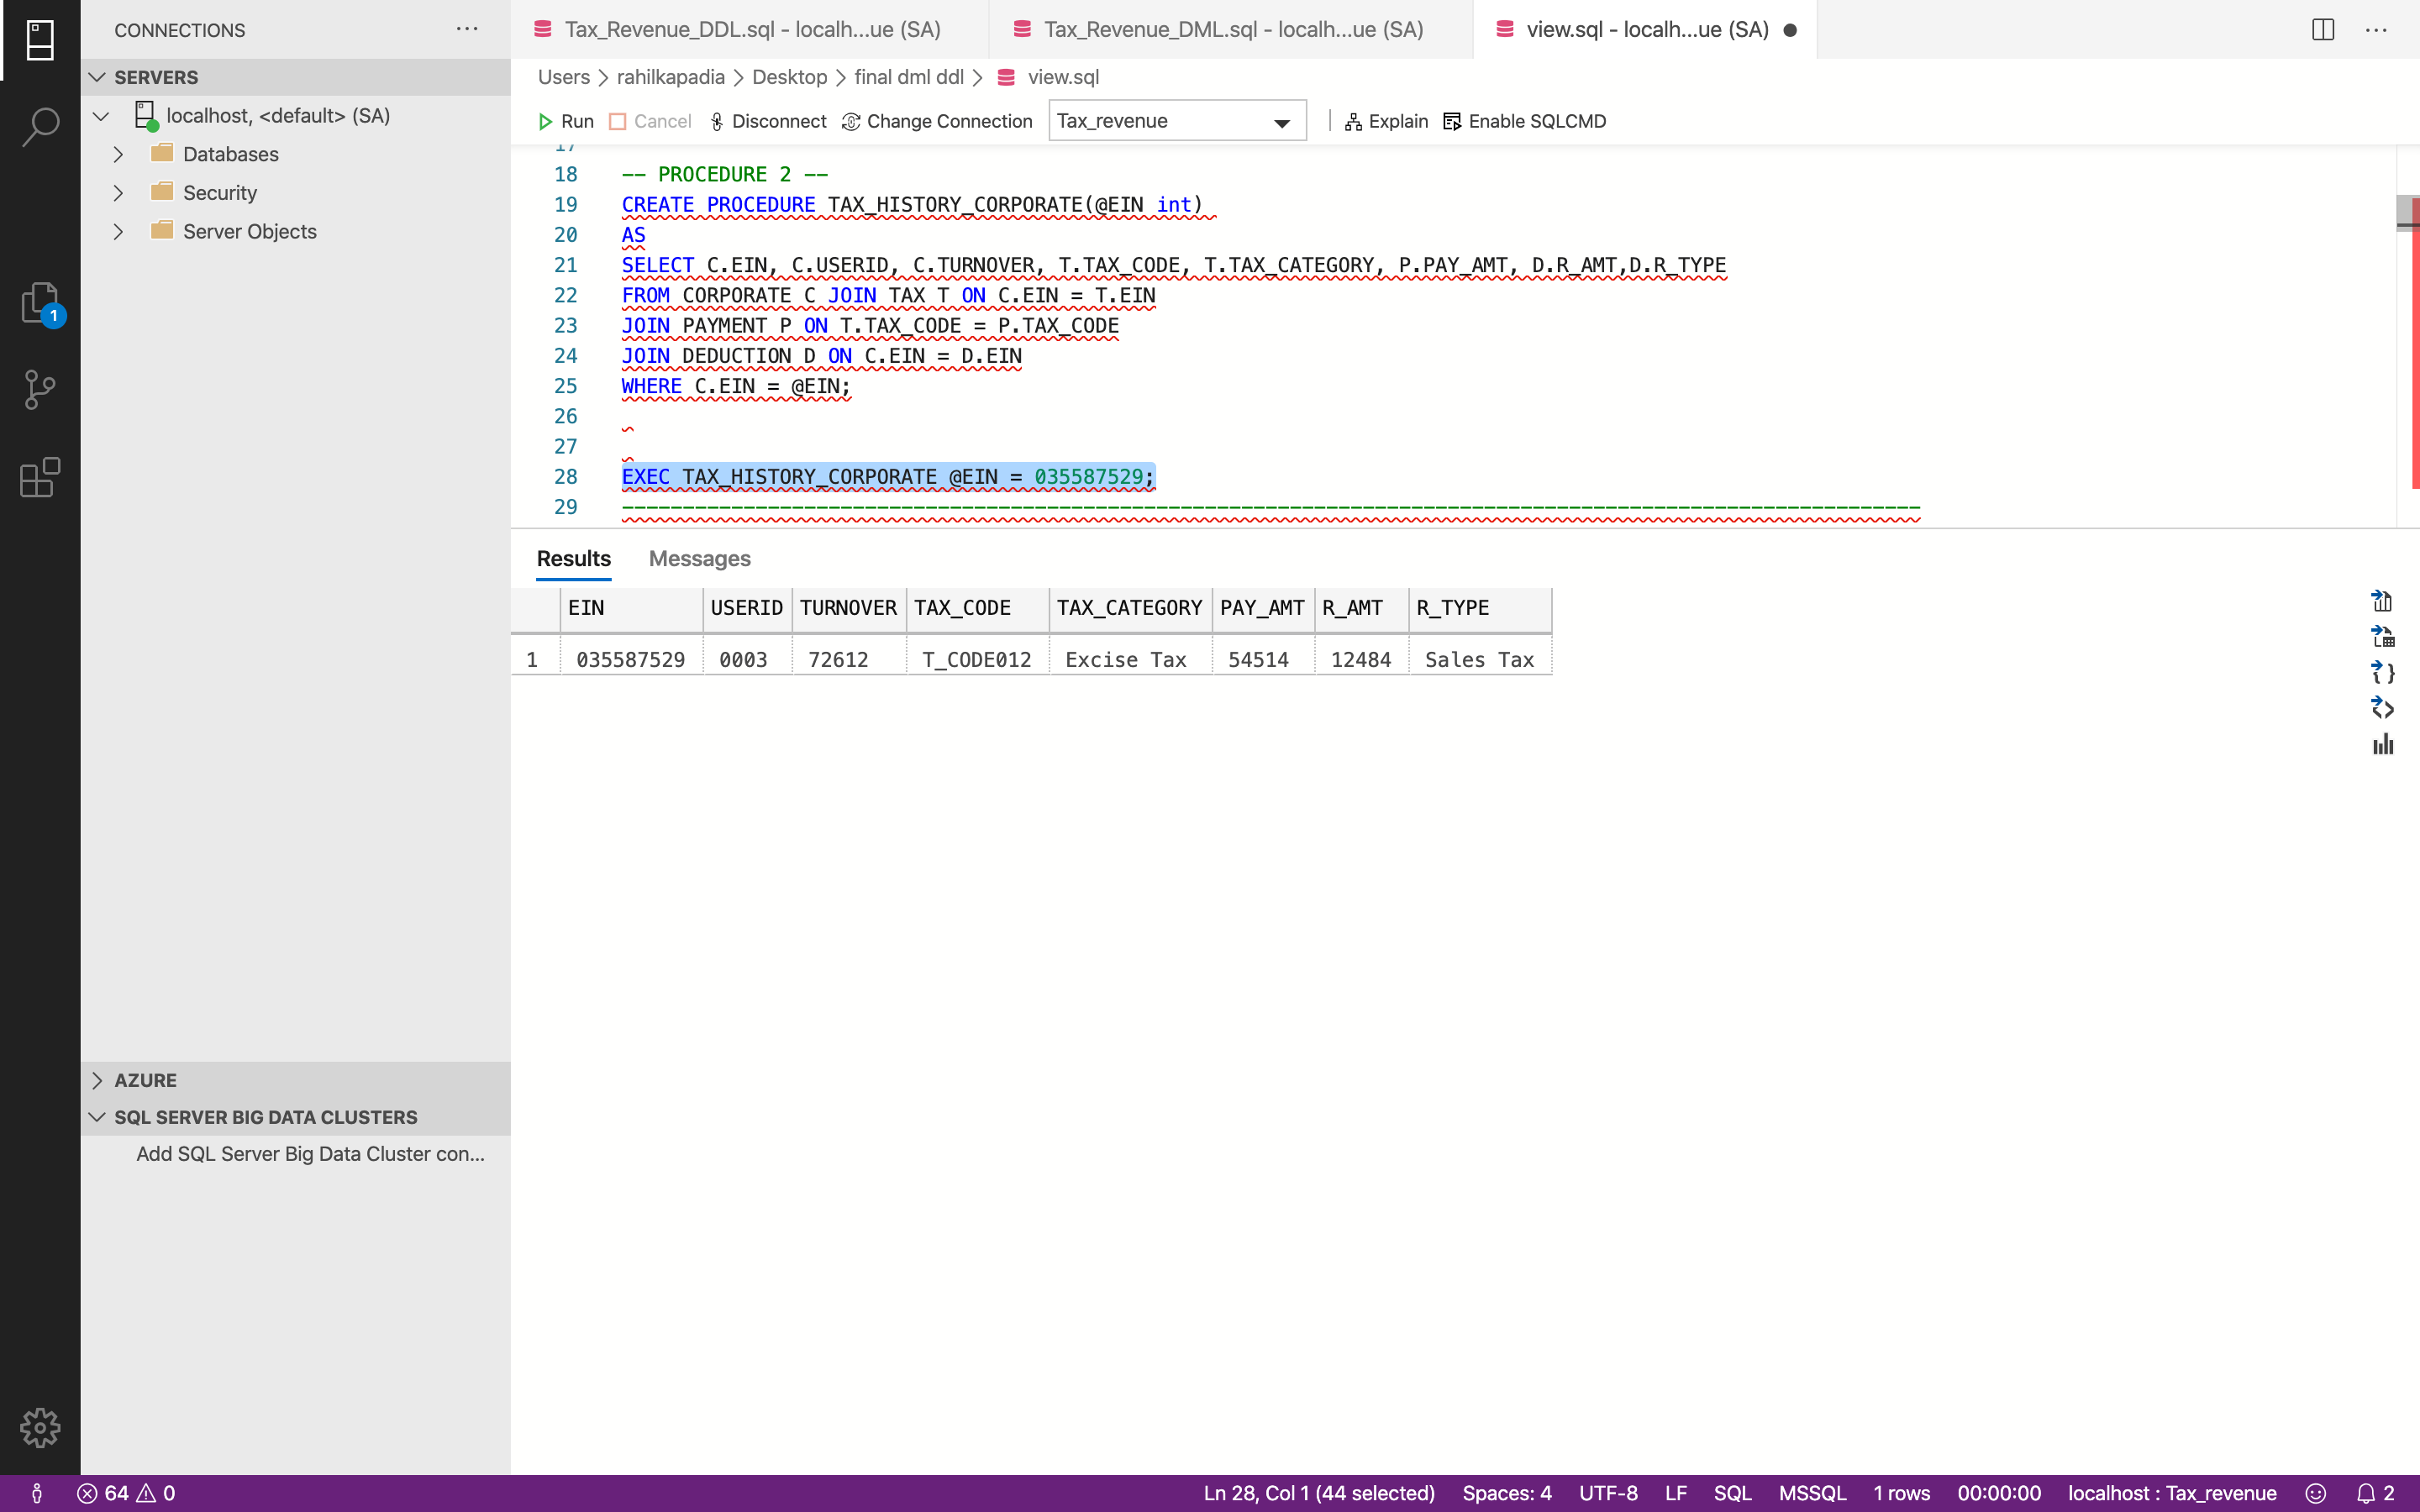 CONNECTIONS
SERVERS
localhost, <default> (SA)
Databases
Security
Server Objects
1
AZURE
SQL SERVER BIG DATA CLUSTERS
Add SQL Server Big Data Cluster con...
Tax_Revenue_DDL.sql - localh...ue (SA)
Tax_Revenue_DML.sql - localh...ue (SA)
view.sql - localh...ue (SA)
Users > rahilkapadia > Desktop > final dml ddl > view.sql
Run Cancel Disconnect Change Connection Tax_revenue Explain Enable SQLCMD
17
18 -- PROCEDURE 2 --
19 CREATE PROCEDURE TAX_HISTORY_CORPORATE(@EIN int)
20 AS
21 SELECT C.EIN, C.USERID, C.TURNOVER, T.TAX_CODE, T.TAX_CATEGORY, P.PAY_AMT, D.R_AMT,D.R_TYPE
22 FROM CORPORATE C JOIN TAX T ON C.EIN = T.EIN
23 JOIN PAYMENT P ON T.TAX_CODE = P.TAX_CODE
24 JOIN DEDUCTION D ON C.EIN = D.EIN
25 WHERE C.EIN = @EIN;
26
27
28 EXEC TAX_HISTORY_CORPORATE @EIN = 035587529;
29 -----------------------------------------------------------------------------------------------------------
Results Messages
EIN USERID TURNOVER TAX_CODE TAX_CATEGORY PAY_AMT R_AMT R_TYPE
1 035587529 0003 72612 T_CODE012 Excise Tax 54514 12484 Sales Tax
64 0 Ln 28, Col 1 (44 selected) Spaces: 4 UTF-8 LF SQL MSSQL 1 rows 00:00:00 localhost : Tax_revenue 2